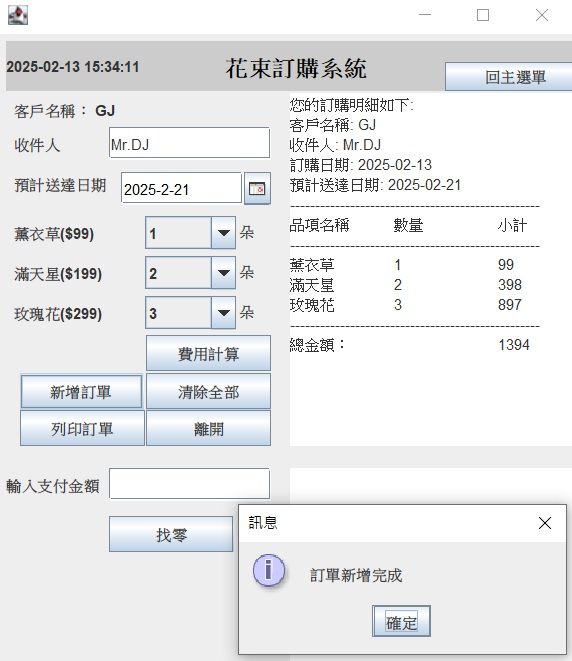 2025-02-13 15:34:11
花束訂購系統
回主選單
客戶名稱： GJ
收件人
Mr.DJ
預計送達日期
2025-2-21
薰衣草($99)
1
朵
滿天星($199)
2
朵
玫瑰花($299)
3
朵
費用計算
新增訂單
清除全部
列印訂單
離開
您的訂購明細如下:
客戶名稱: GJ
收件人: Mr.DJ
訂購日期: 2025-02-13
預計送達日期: 2025-02-21
品項名稱 數量 小計
薰衣草 1 99
滿天星 2 398
玫瑰花 3 897
總金額： 1394
輸入支付金額
找零
訊息
訂單新增完成
確定